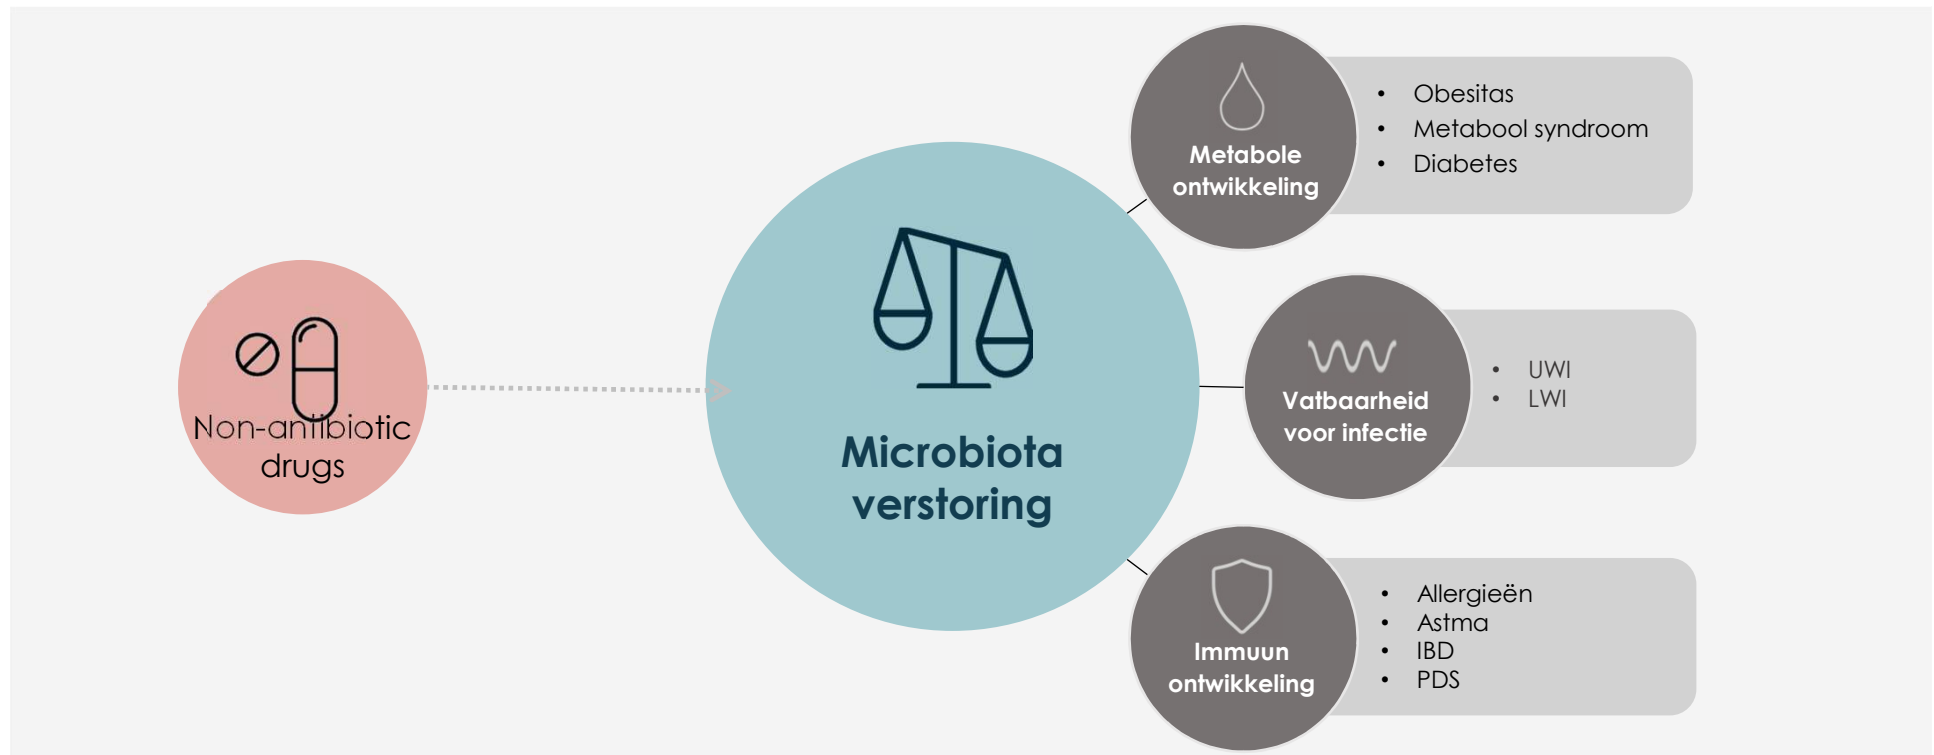 Non-antibiotic
drugs
Microbiota
verstoring
Metabole
ontwikkeling
• Obesitas
• Metabool syndroom
• Diabetes
Vatbaarheid
voor infectie
• UWI
• LWI
Immuun
ontwikkeling
• Allergieën
• Astma
• IBD
• PDS